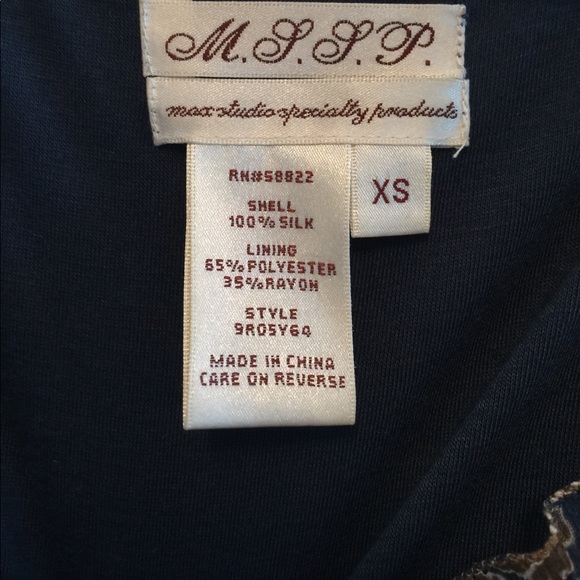 M.S.S.P.
max studio specialty products
XS
RN#58822
SHELL
100% SILK
LINING
65% POLYESTER
35% RAYON
STYLE
9R05Y64
MADE IN CHINA
CARE ON REVERSE